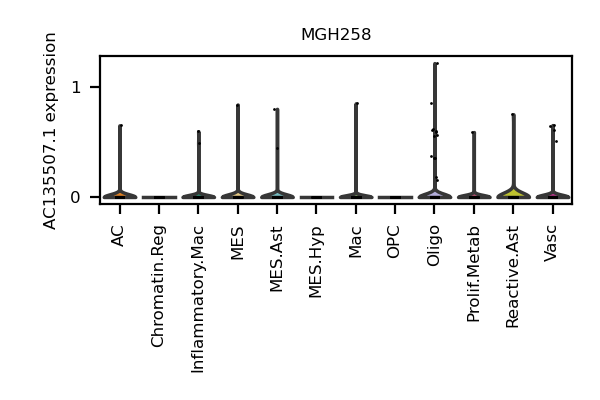 MGH258
AC135507.1 expression
1
0
AC
Chromatin.Reg
Inflammatory.Mac
MES
MES.Ast
MES.Hyp
Mac
OPC
Oligo
Prolif.Metab
Reactive.Ast
Vasc